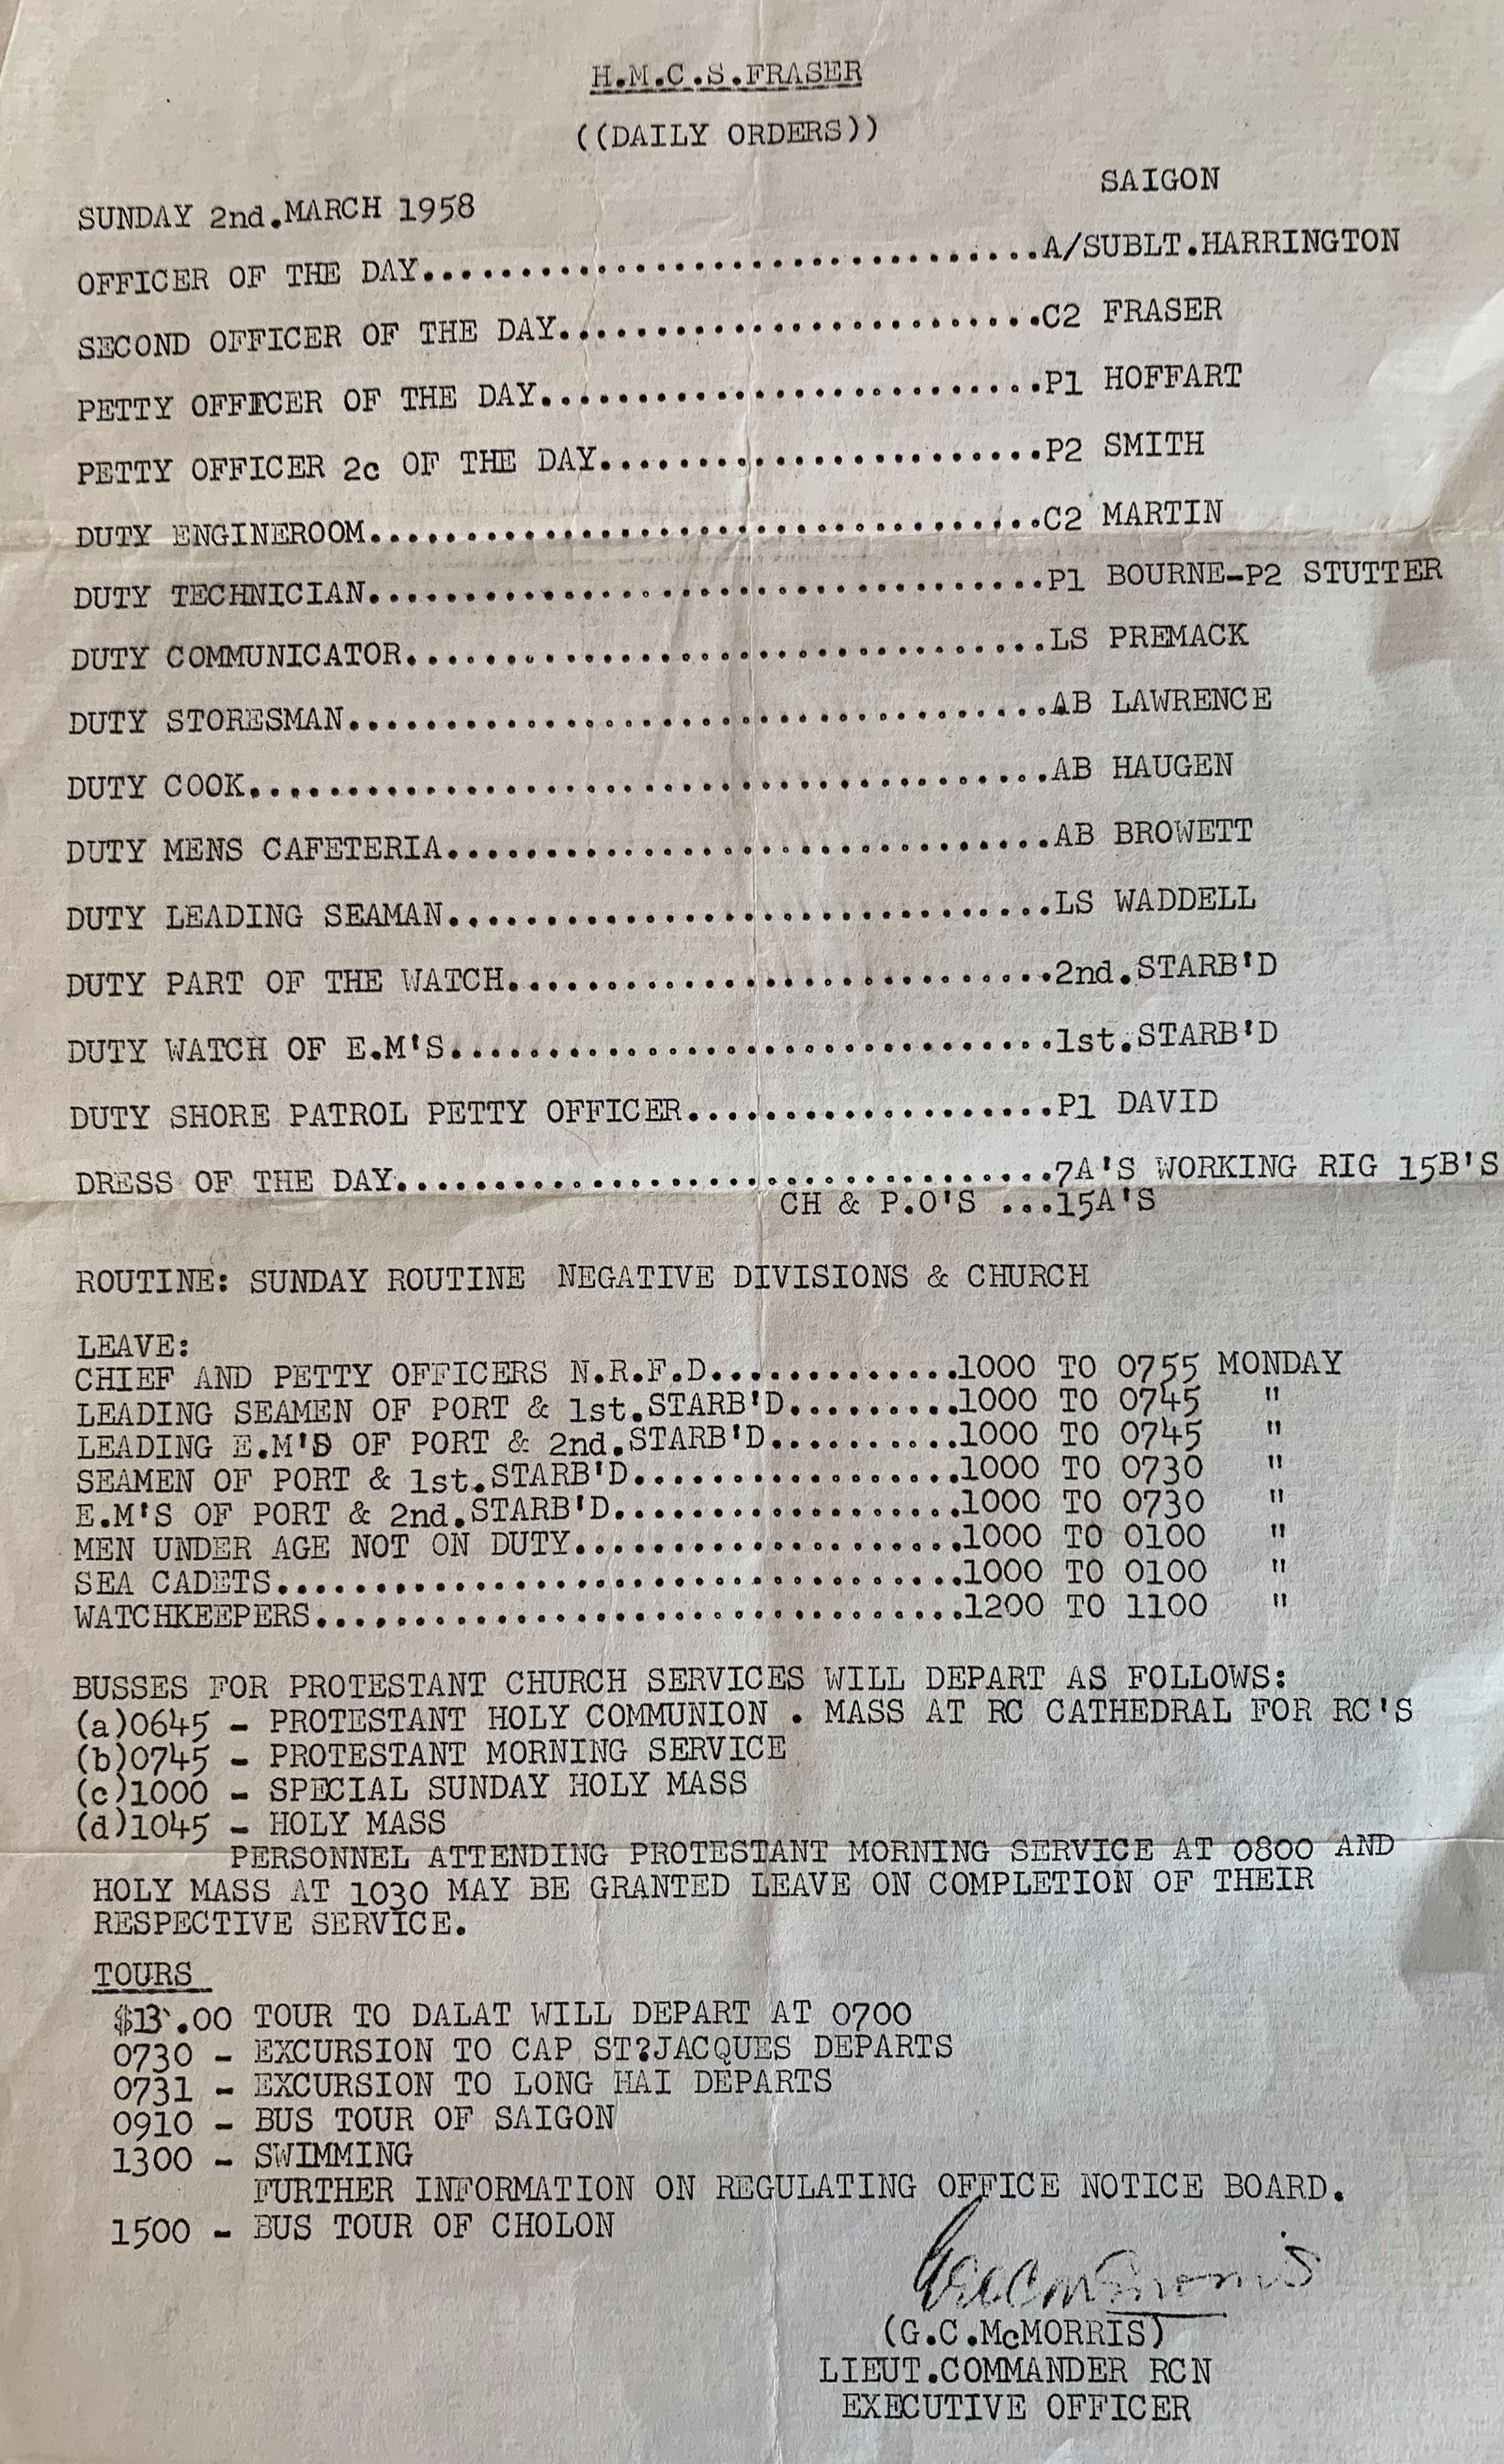 H.M.C.S.FRASER
((DAILY ORDERS))
SAIGON
SUNDAY 2nd.MARCH 1958
OFFICER OF THE DAY................................A/SUBLT.HARRINGTON
SECOND OFFICER OF THE DAY.........................C2 FRASER
PETTY OFFICER OF THE DAY..........................P1 HOFFART
PETTY OFFICER 2c OF THE DAY.......................P2 SMITH
DUTY ENGINEROOM...................................C2 MARTIN
DUTY TECHNICIAN...................................P1 BOURNE-P2 STUTTER
DUTY COMMUNICATOR.................................LS PREMACK
DUTY STORESMAN....................................AB LAWRENCE
DUTY COOK.........................................AB HAUGEN
DUTY MENS CAFETERIA...............................AB BROWETT
DUTY LEADING SEAMAN...............................LS WADDELL
DUTY PART OF THE WATCH............................2nd.STARB'D
DUTY WATCH OF E.M'S...............................1st.STARB'D
DUTY SHORE PATROL PETTY OFFICER...................P1 DAVID
DRESS OF THE DAY..................................7A'S WORKING RIG 15B'S
CH & P.O'S ...15A'S
ROUTINE: SUNDAY ROUTINE NEGATIVE DIVISIONS & CHURCH
LEAVE:
CHIEF AND PETTY OFFICERS N.R.F.D.............1000 TO 0755 MONDAY
LEADING SEAMEN OF PORT & 1st.STARB'D.........1000 TO 0745 "
LEADING E.M'S OF PORT & 2nd.STARB'D..........1000 TO 0745 "
SEAMEN OF PORT & 1st.STARB'D.................1000 TO 0730 "
E.M'S OF PORT & 2nd.STARB'D..................1000 TO 0730 "
MEN UNDER AGE NOT ON DUTY....................1000 TO 0100 "
SEA CADETS...................................1000 TO 0100 "
WATCHKEEPERS.................................1200 TO 1100 "
BUSSES FOR PROTESTANT CHURCH SERVICES WILL DEPART AS FOLLOWS:
(a)0645 - PROTESTANT HOLY COMMUNION . MASS AT RC CATHEDRAL FOR RC'S
(b)0745 - PROTESTANT MORNING SERVICE
(c)1000 - SPECIAL SUNDAY HOLY MASS
(d)1045 - HOLY MASS
PERSONNEL ATTENDING PROTESTANT MORNING SERVICE AT 0800 AND
HOLY MASS AT 1030 MAY BE GRANTED LEAVE ON COMPLETION OF THEIR
RESPECTIVE SERVICE.
TOURS
$13.00 TOUR TO DALAT WILL DEPART AT 0700
0730 - EXCURSION TO CAP ST?JACQUES DEPARTS
0731 - EXCURSION TO LONG HAI DEPARTS
0910 - BUS TOUR OF SAIGON
1300 - SWIMMING
FURTHER INFORMATION ON REGULATING OFFICE NOTICE BOARD.
1500 - BUS TOUR OF CHOLON
(G.C.McMORRIS)
LIEUT.COMMANDER RCN
EXECUTIVE OFFICER